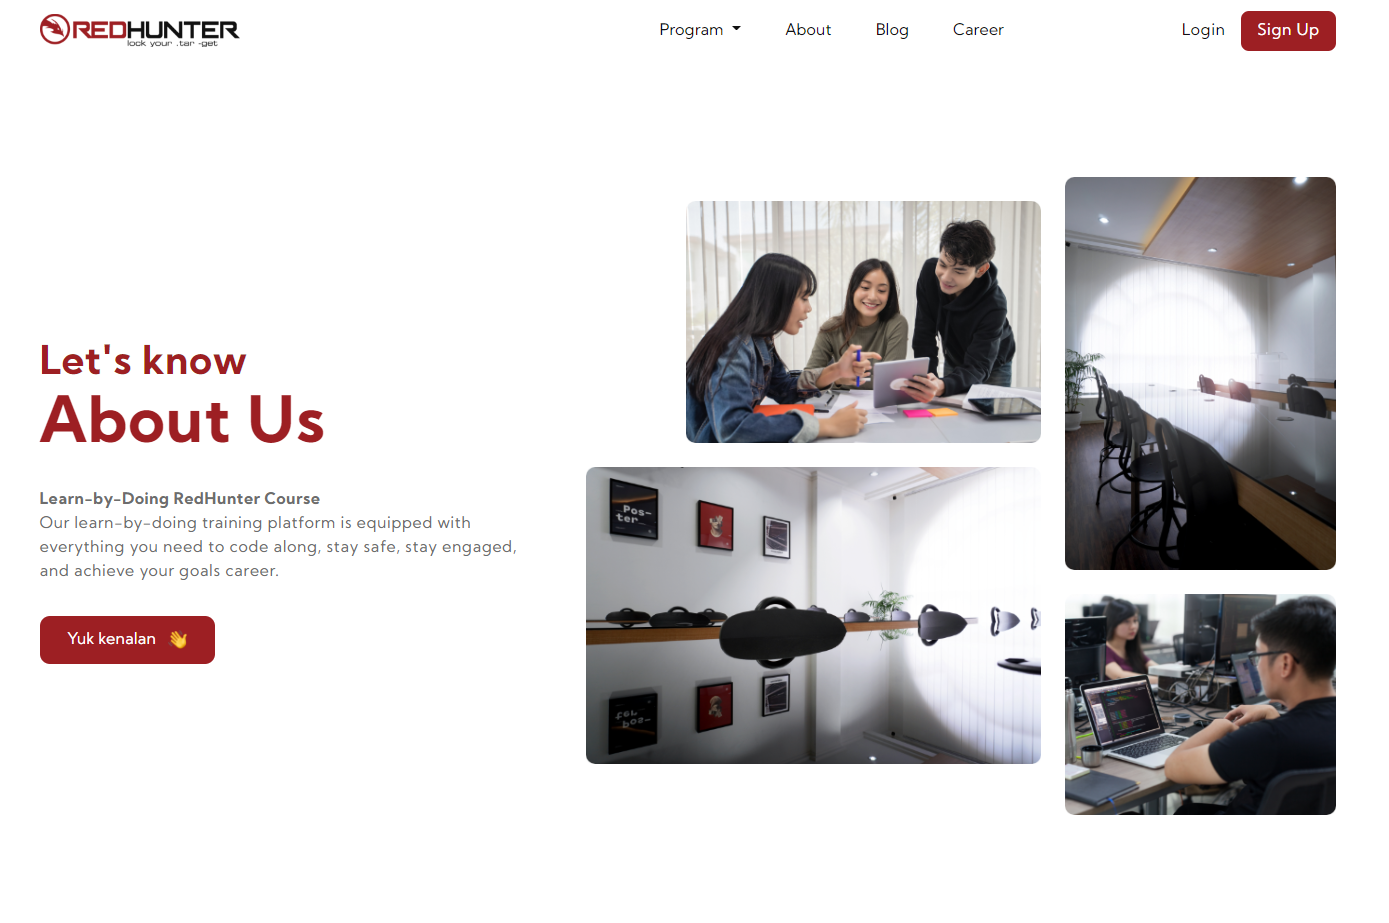 REDHUNTER
lock your .tar -get
Program
About
Blog
Career
Login
Sign Up
Let's know
About Us
Learn-by-Doing RedHunter Course
Our learn-by-doing training platform is equipped with
everything you need to code along, stay safe, stay engaged,
and achieve your goals career.
Yuk kenalan 👋
Pos-
ter_